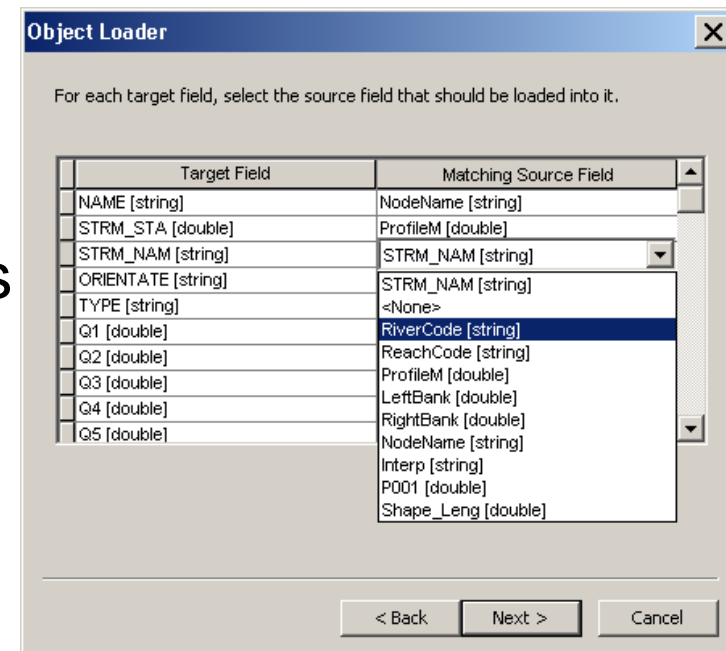 Object Loader
For each target field, select the source field that should be loaded into it.
Target Field Matching Source Field
NAME [string] NodeName [string]
STRM_STA [double] ProfileM [double]
STRM_NAM [string] STRM_NAM [string]
ORIENTATE [string]
TYPE [string]
Q1 [double]
Q2 [double]
Q3 [double]
Q4 [double]
Q5 [double]
STRM_NAM [string]
<None>
RiverCode [string]
ReachCode [string]
ProfileM [double]
LeftBank [double]
RightBank [double]
NodeName [string]
Interp [string]
P001 [double]
Shape_Leng [double]
s
< Back Next > Cancel